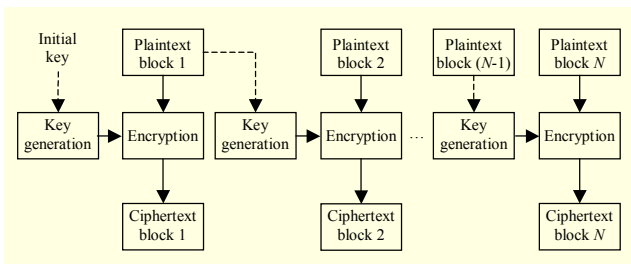 Initial
key
Plaintext
block 1
Plaintext
block 2
Plaintext
block (N-1)
Plaintext
block N
Key
generation
Encryption
Key
generation
Encryption
...
Key
generation
Encryption
Ciphertext
block 1
Ciphertext
block 2
Ciphertext
block N